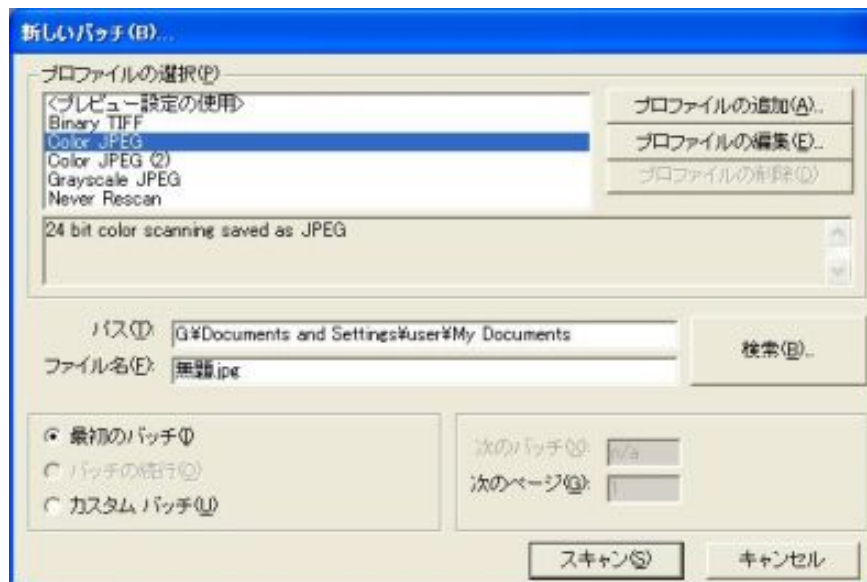 新しいバッチ(B)...
プロファイルの選択(P)
<プレビュー設定の使用>
Binary TIFF
Color JPEG
Color JPEG (2)
Grayscale JPEG
Never Rescan
プロファイルの追加(A)...
プロファイルの編集(E)...
プロファイルの削除(D)
24 bit color scanning saved as JPEG
パス(T):
G¥Documents and Settings¥user¥My Documents
ファイル名(F):
無題.jpg
検索(B)...
最初のバッチ(I)
バッチの続行(O)
カスタム バッチ(U)
次のバッチ(X):
n/a
次のページ(G):
1
スキャン(S)
キャンセル